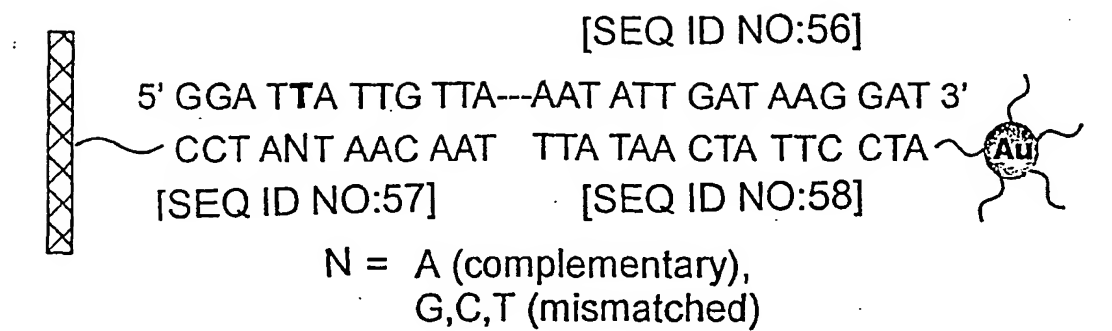 [SEQ ID NO:56]
5' GGA TTA TTG TTA---AAT ATT GAT AAG GAT 3'
CCT ANT AAC AAT TTA TAA CTA TTC CTA Au
[SEQ ID NO:57] [SEQ ID NO:58]
N = A (complementary),
G,C,T (mismatched)